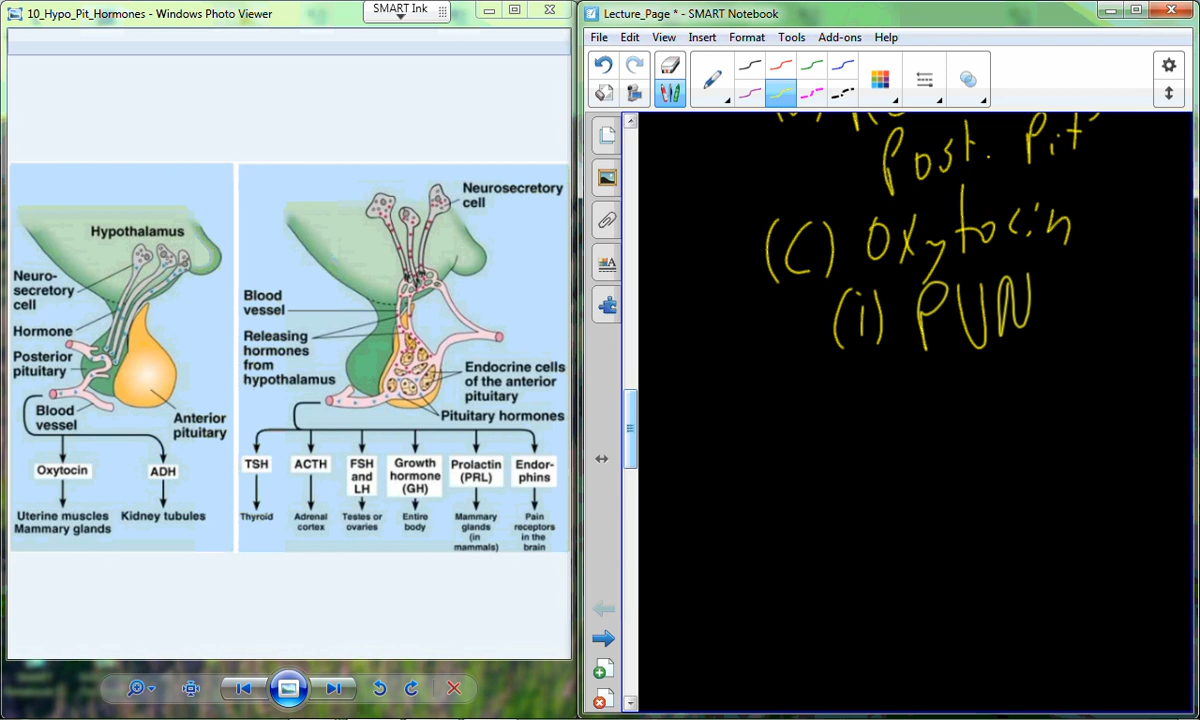 10_Hypo_Pit_Hormones - Windows Photo Viewer
SMART Ink
Hypothalamus
Neuro-
secretory
cell
Hormone
Posterior
pituitary
Blood
vessel
Anterior
pituitary
Oxytocin
ADH
Uterine muscles
Mammary glands
Kidney tubules
Neurosecretory
cell
Blood
vessel
Releasing
hormones
from
hypothalamus
Endocrine cells
of the anterior
pituitary
Pituitary hormones
TSH
ACTH
FSH
and
LH
Growth
hormone
(GH)
Prolactin
(PRL)
Endor-
phins
Thyroid
Adrenal
cortex
Testes or
ovaries
Entire
body
Mammary
glands
(in
mammals)
Pain
receptors
in the
brain
Lecture_Page * - SMART Notebook
File Edit View Insert Format Tools Add-ons Help
Post. Pit
(C) Oxytocin
(i) PVN